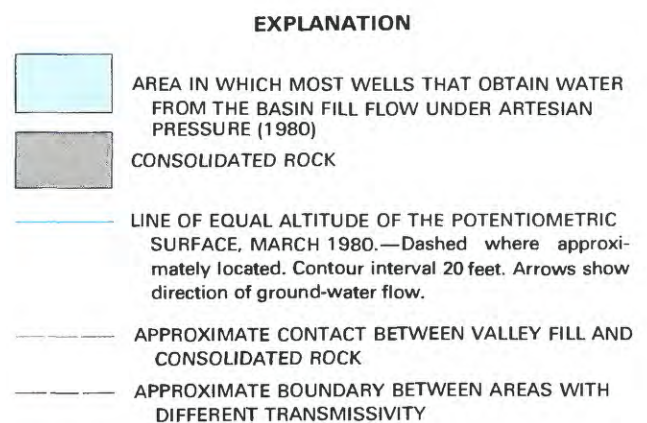 EXPLANATION
AREA IN WHICH MOST WELLS THAT OBTAIN WATER
FROM THE BASIN FILL FLOW UNDER ARTESIAN
PRESSURE (1980)
CONSOLIDATED ROCK
LINE OF EQUAL ALTITUDE OF THE POTENTIOMETRIC
SURFACE, MARCH 1980.—Dashed where approxi-
mately located. Contour interval 20 feet. Arrows show
direction of ground-water flow.
APPROXIMATE CONTACT BETWEEN VALLEY FILL AND
CONSOLIDATED ROCK
APPROXIMATE BOUNDARY BETWEEN AREAS WITH
DIFFERENT TRANSMISSIVITY